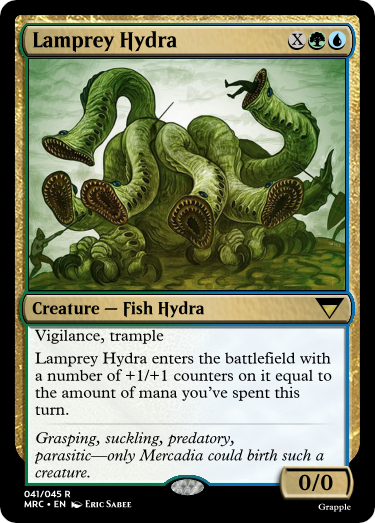 Lamprey Hydra X
Creature — Fish Hydra
Vigilance, trample
Lamprey Hydra enters the battlefield with
a number of +1/+1 counters on it equal to
the amount of mana you've spent this
turn.
Grasping, suckling, predatory,
parasitic—only Mercadia could birth such a
creature.
0/0
041/045 R
MRC • EN Eric Sabee
Grapple